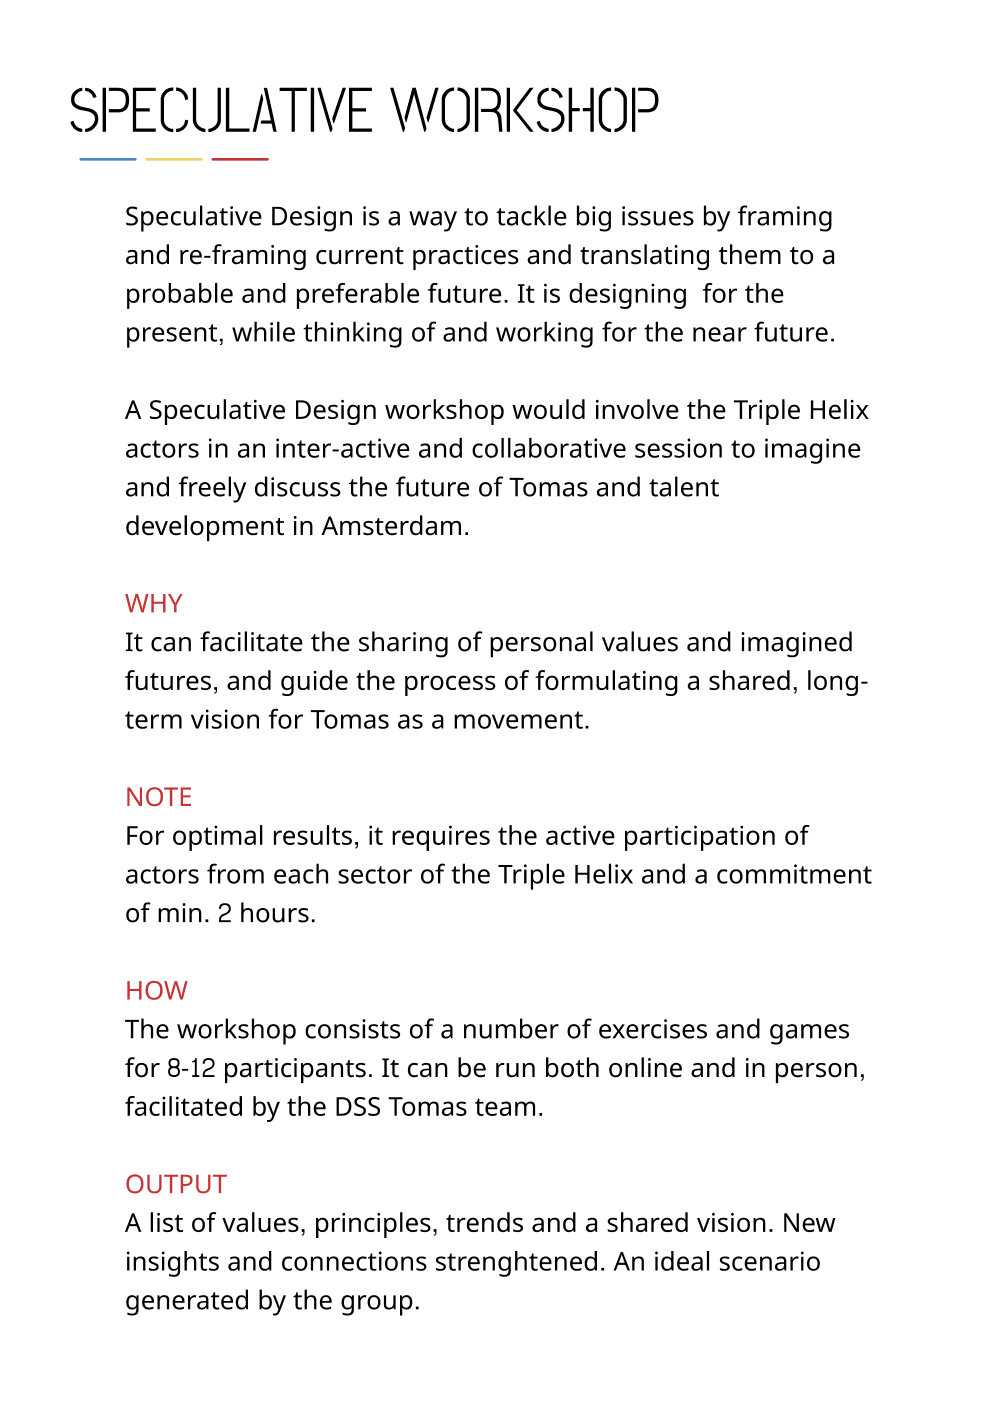 SPECULATIVE WORKSHOP
Speculative Design is a way to tackle big issues by framing
and re-framing current practices and translating them to a
probable and preferable future. It is designing  for the
present, while thinking of and working for the near future.
A Speculative Design workshop would involve the Triple Helix
actors in an inter-active and collaborative session to imagine
and freely discuss the future of Tomas and talent
development in Amsterdam.
WHY
It can facilitate the sharing of personal values and imagined
futures, and guide the process of formulating a shared, long-
term vision for Tomas as a movement.
NOTE
For optimal results, it requires the active participation of
actors from each sector of the Triple Helix and a commitment
of min. 2 hours.
HOW
The workshop consists of a number of exercises and games
for 8-12 participants. It can be run both online and in person,
facilitated by the DSS Tomas team.
OUTPUT
A list of values, principles, trends and a shared vision. New
insights and connections strenghtened. An ideal scenario
generated by the group.